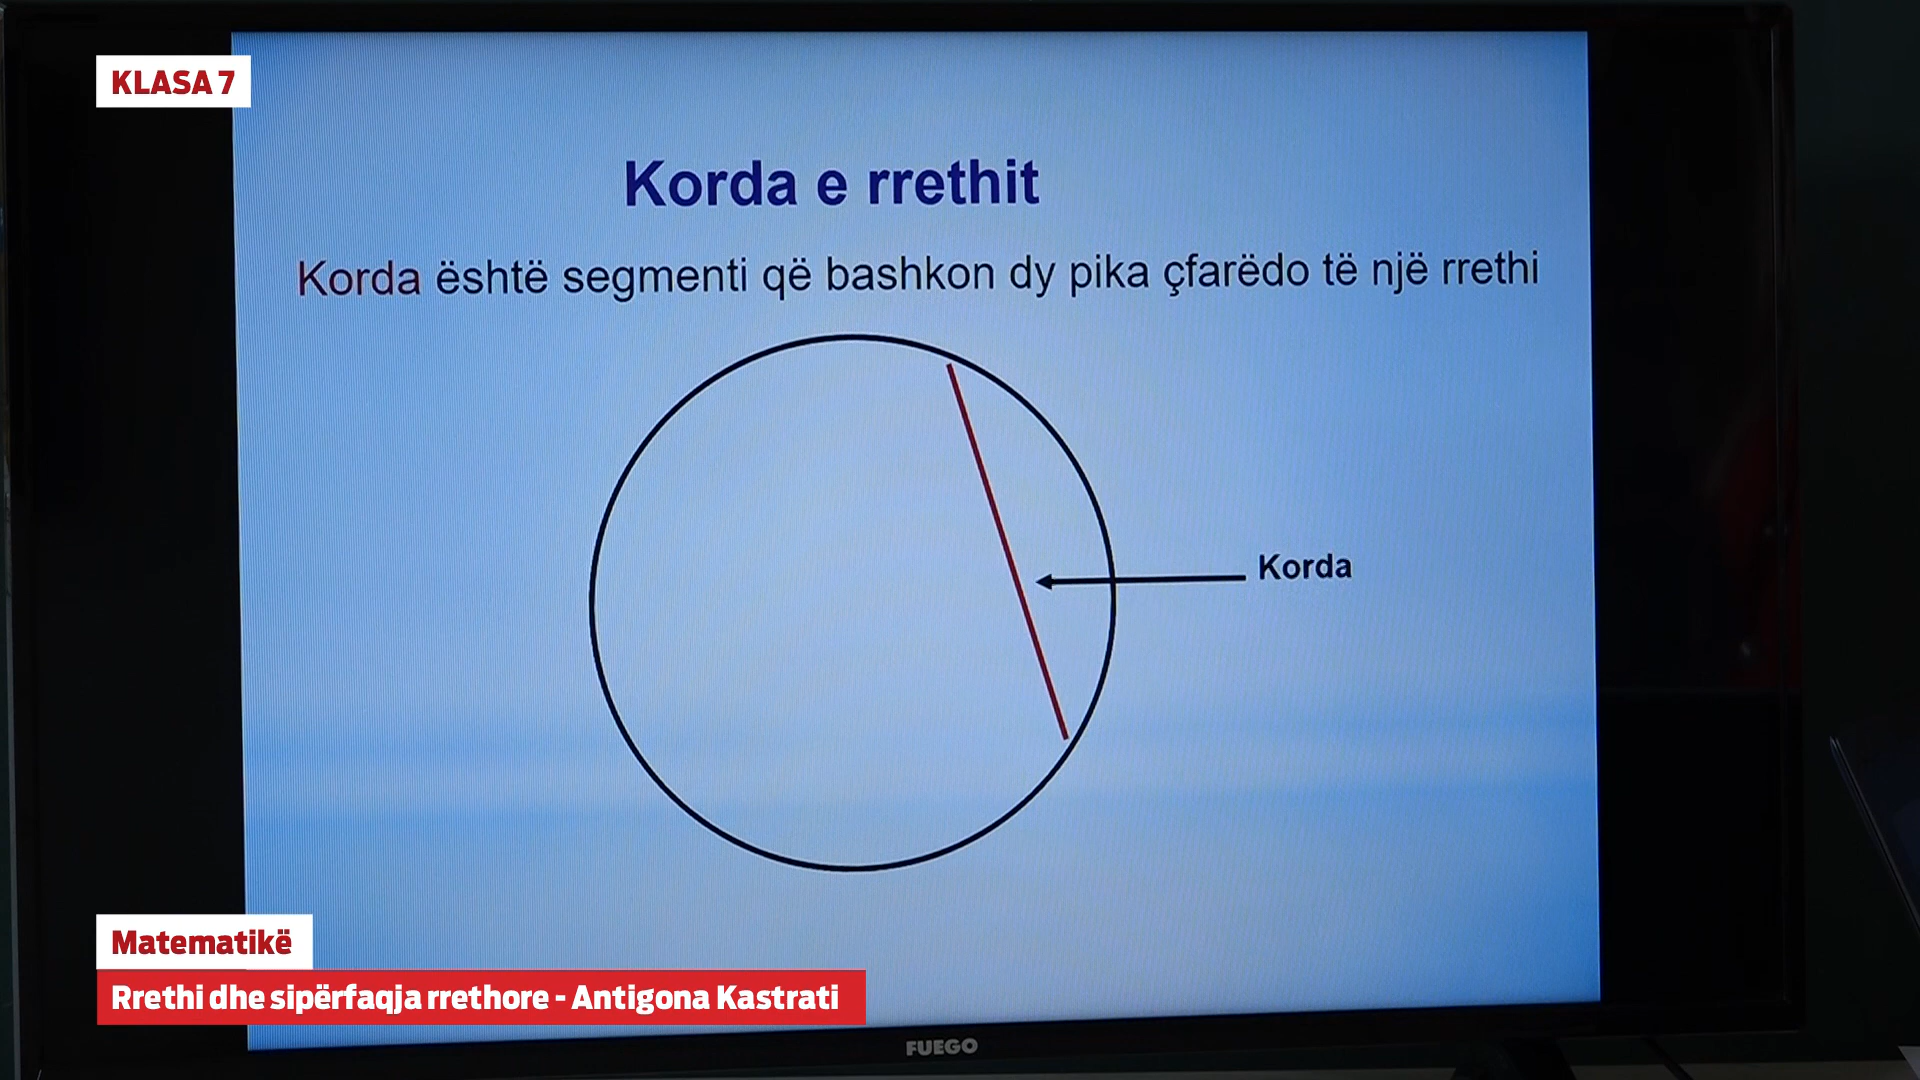 KLASA 7
Korda e rrethit
Korda është segmenti që bashkon dy pika çfarëdo të një rrethi
Korda
Matematikë
Rrethi dhe sipërfaqja rrethore - Antigona Kastrati
FUEGO